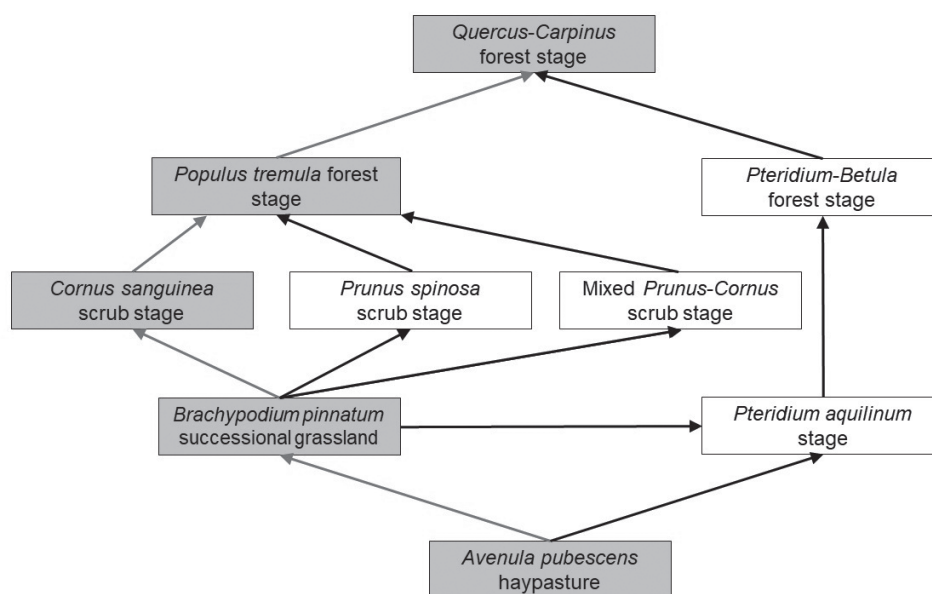 Quercus-Carpinus
forest stage
Populus tremula forest
stage
Pteridium-Betula
forest stage
Cornus sanguinea
scrub stage
Prunus spinosa
scrub stage
Mixed Prunus-Cornus
scrub stage
Brachypodium pinnatum
successional grassland
Pteridium aquilinum
stage
Avenula pubescens
haypasture